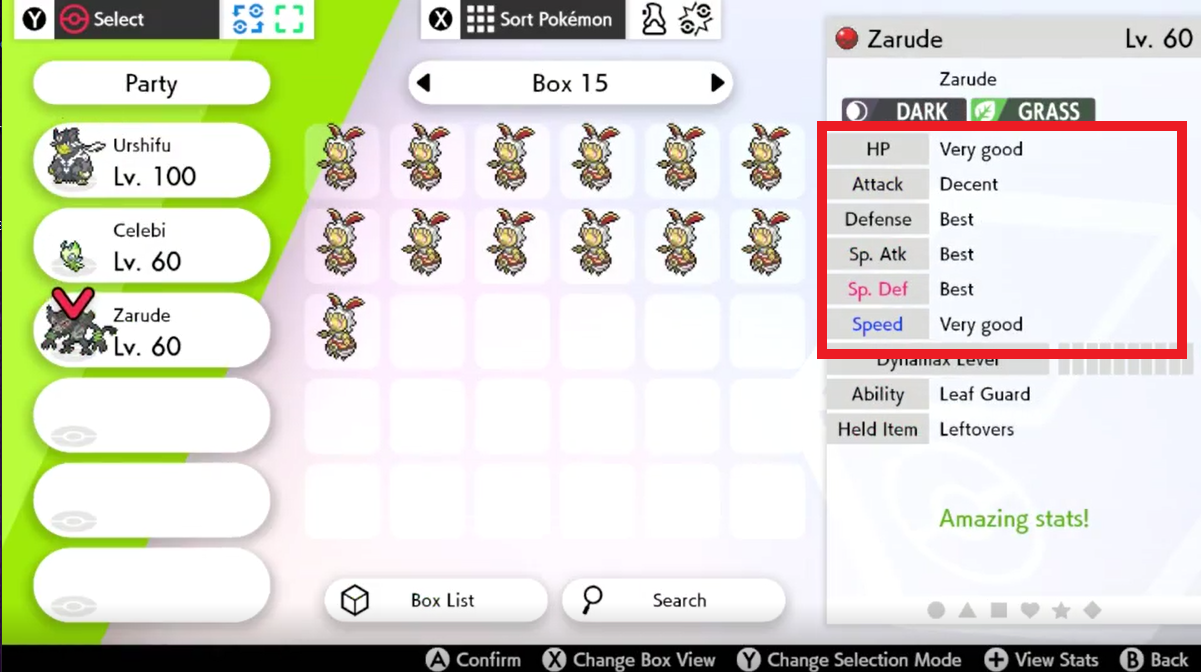 Y Select
X Sort Pokémon
Party
Urshifu
Lv. 100
Celebi
Lv. 60
Zarude
Lv. 60
Box 15
Box List
Search
Zarude Lv. 60
Zarude
DARK GRASS
HP Very good
Attack Decent
Defense Best
Sp. Atk Best
Sp. Def Best
Speed Very good
Dynamax Level
Ability Leaf Guard
Held Item Leftovers
Amazing stats!
A Confirm X Change Box View Y Change Selection Mode + View Stats B Back